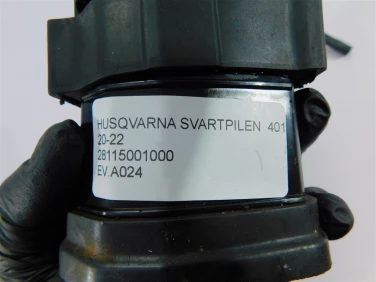 HUSQVARNA SVARTPILEN 401
20-22
28115001000
EV.A024